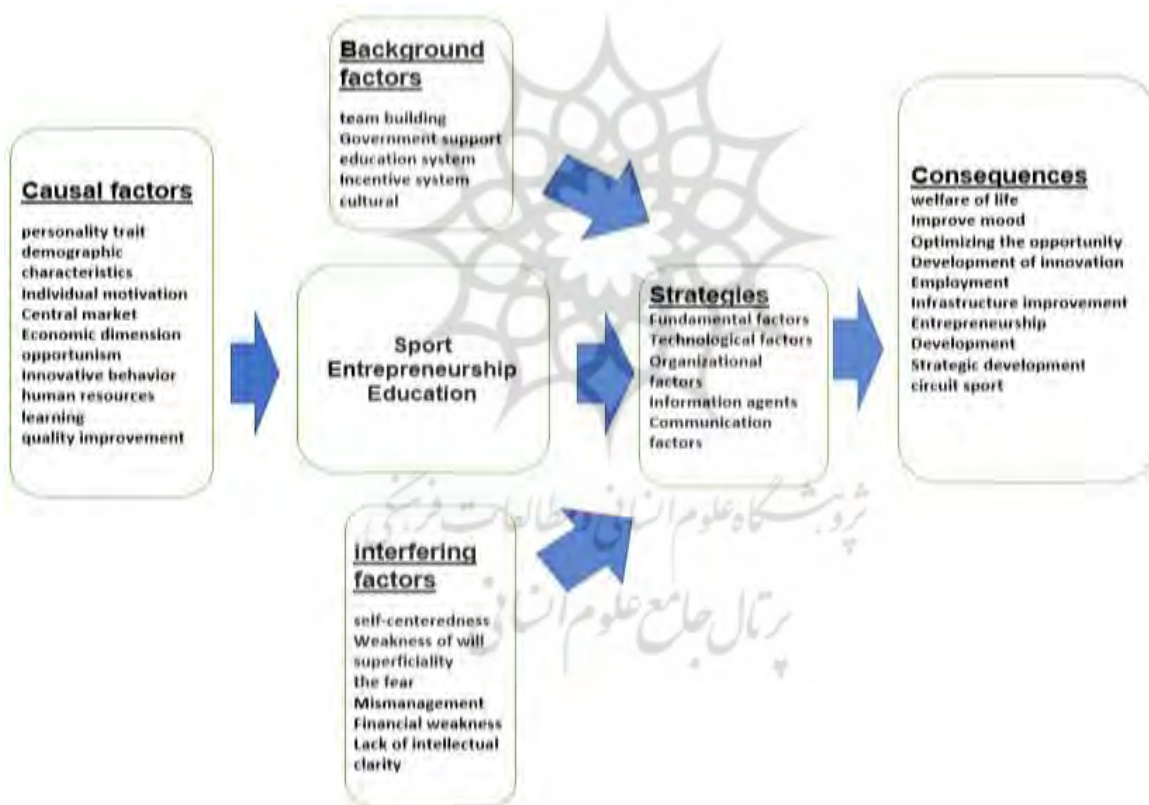 Background
factors
team building
Government support
education system
Incentive system
cultural
Causal factors
personality trait
demographic
characteristics
Individual motivation
Central market
Economic dimension
opportunism
Innovative behavior
human resources
learning
quality improvement
Sport
Entrepreneurship
Education
Strategies
Fundamental factors
Technological factors
Organizational
factors
Information agents
Communication
factors
Consequences
welfare of life
Improve mood
Optimizing the opportunity
Development of innovation
Employment
Infrastructure improvement
Entrepreneurship
Development
Strategic development
circuit sport
interfering
factors
self-centeredness
Weakness of will
superficiality
the fear
Mismanagement
Financial weakness
Lack of intellectual
clarity
پژوهشگاه علوم انسانی و مطالعات فرهنگی
پرتال جامع علوم انسانی